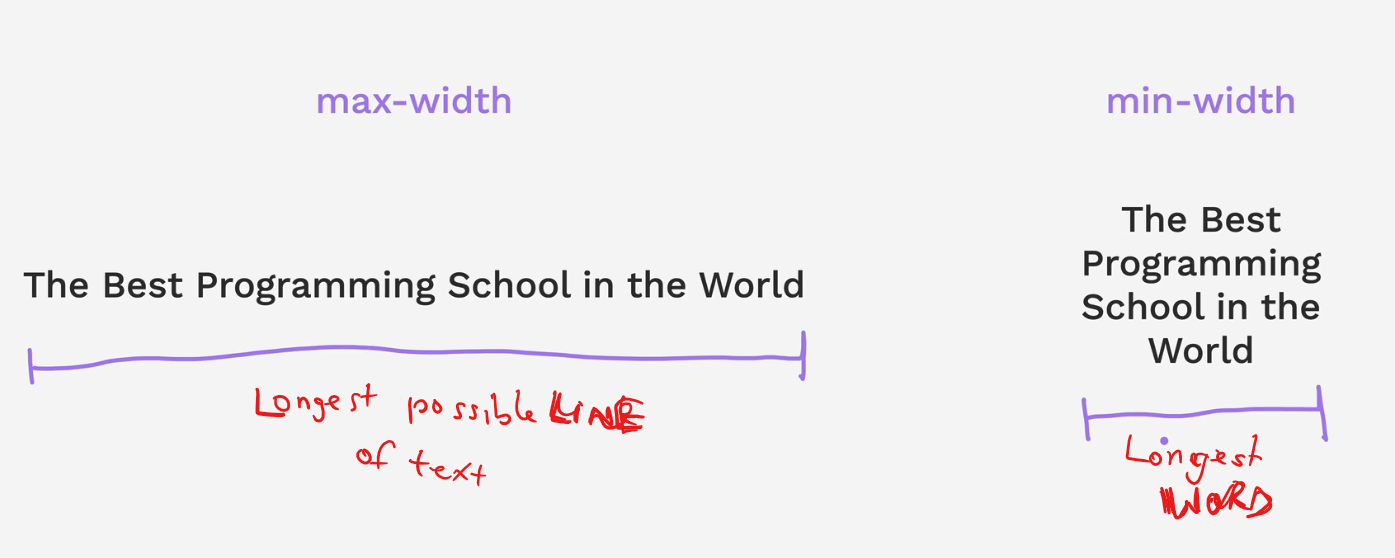 max-width
The Best Programming School in the World
Longest possible LINE
of text
min-width
The Best
Programming
School in the
World
Longest
WORD